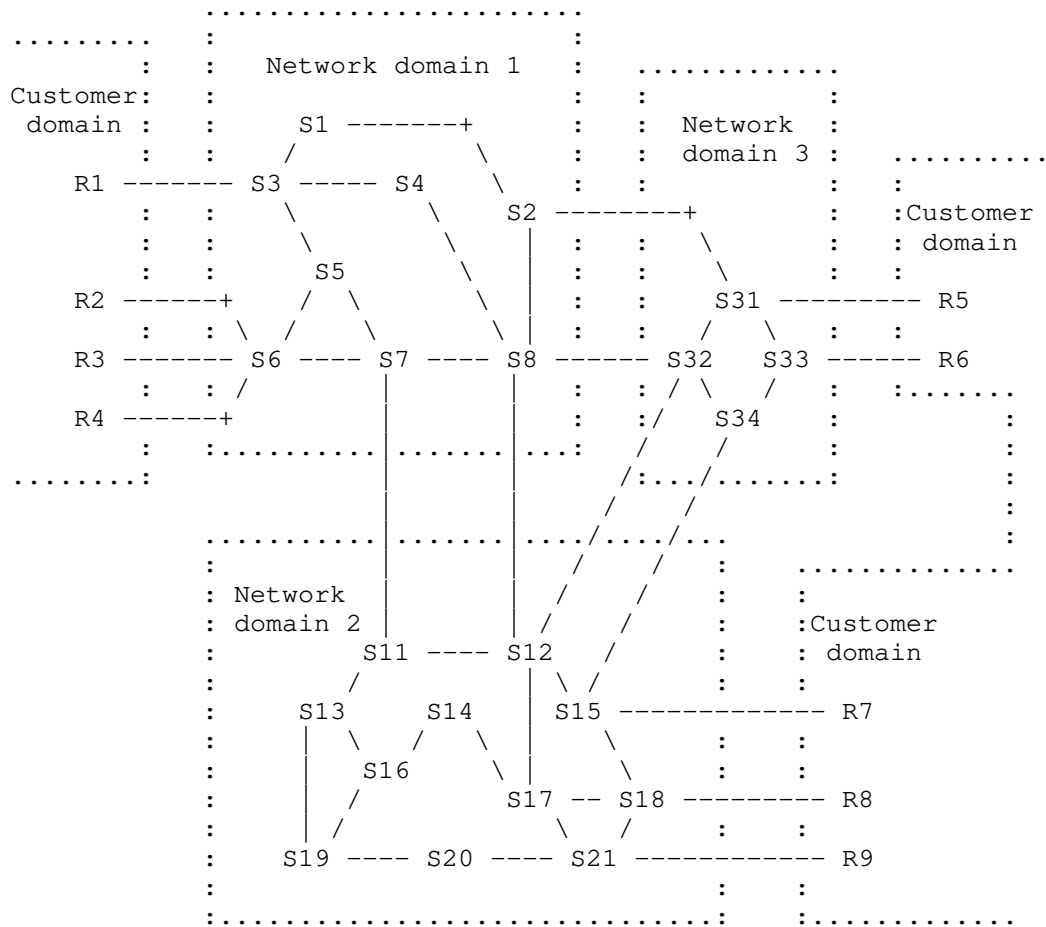 Network domain 1
Customer
domain
S1 Network
domain 3
R1 S3 S4
S2 Customer
domain
S5
R2 S31 R5
R3 S6 S7 S8 S32 S33 R6
R4 S34
Network
domain 2 Customer
S11 S12 domain
S13 S14 S15 R7
S16
S17 S18 R8
S19 S20 S21 R9